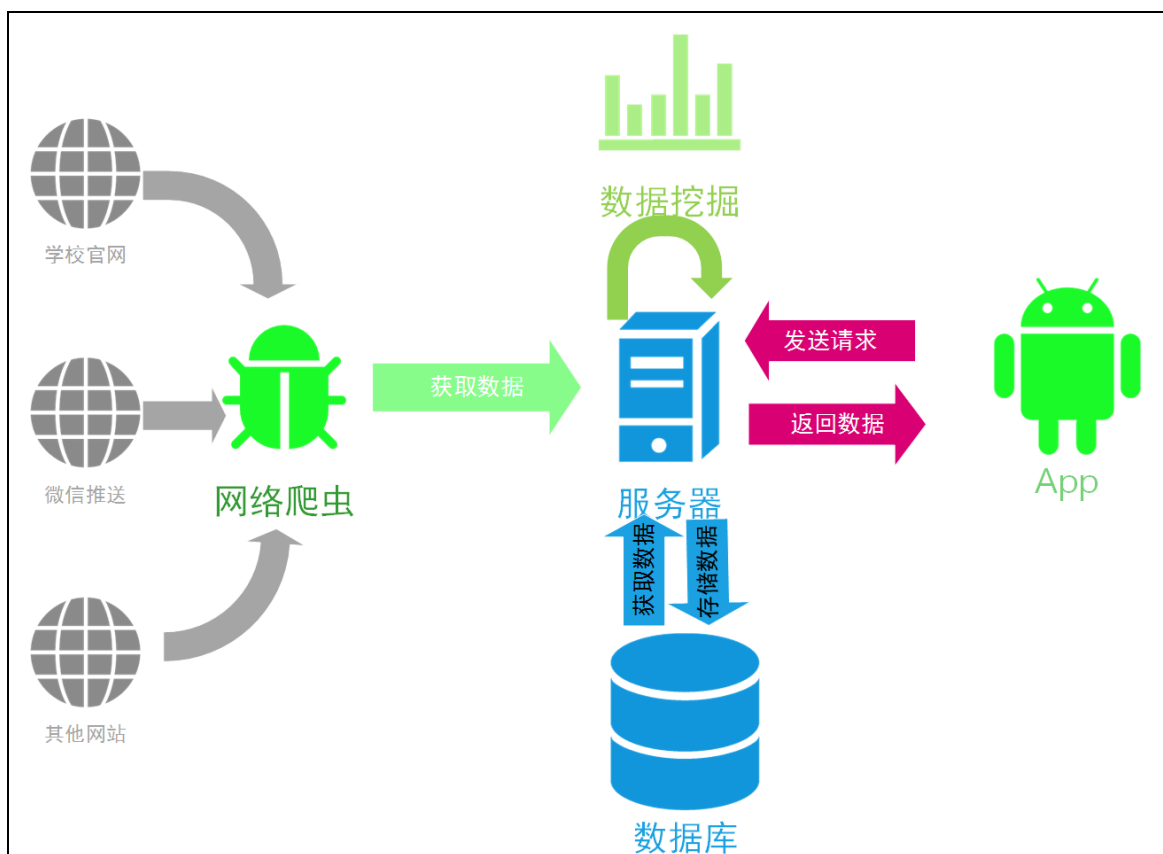 数据挖掘
学校官网
发送请求
获取数据
返回数据
微信推送
网络爬虫
服务器
App
获取数据
存储数据
其他网站
数据库